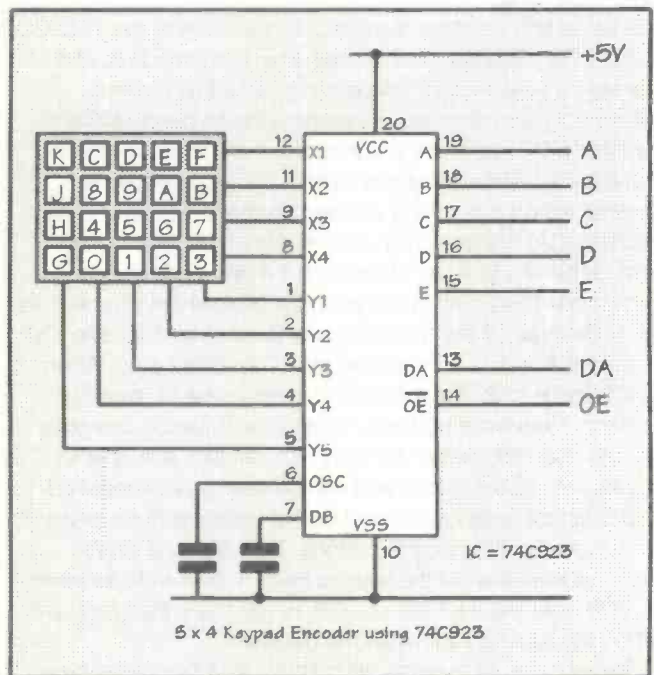 +5V
20
VCC
K C D E F
J 8 9 A B
H 4 5 6 7
G 0 1 2 3
12 X1
11 X2
9 X3
8 X4
1 Y1
2 Y2
3 Y3
4 Y4
5 Y5
6 OSC
7 DB
A 19 A
B 18 B
C 17 C
D 16 D
E 15 E
DA 13 DA
OE 14 OE
VSS
10
IC = 74C923
5 x 4 Keypad Encoder using 74C923